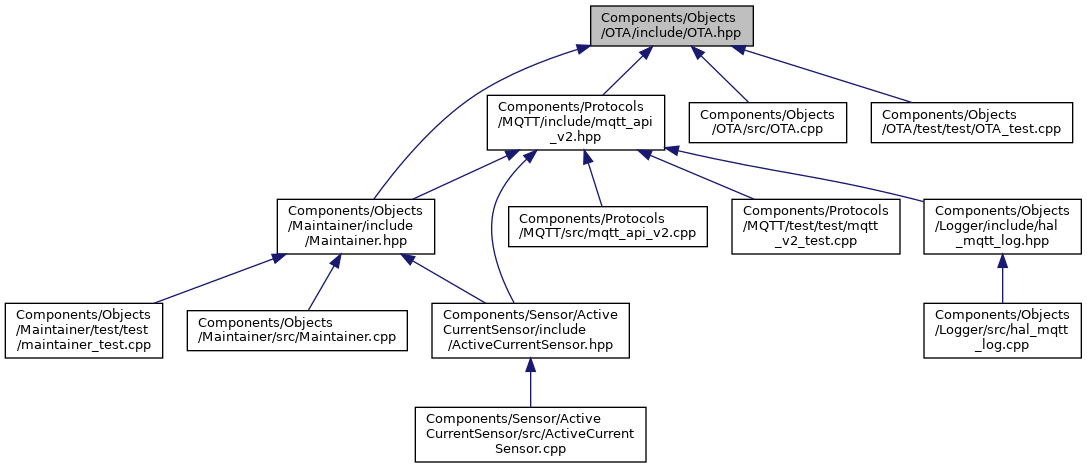 Components/Objects
/OTA/include/OTA.hpp
Components/Protocols
/MQTT/include/mqtt_api
_v2.hpp
Components/Objects
/OTA/src/OTA.cpp
Components/Objects
/OTA/test/test/OTA_test.cpp
Components/Objects
/Maintainer/include
/Maintainer.hpp
Components/Protocols
/MQTT/src/mqtt_api_v2.cpp
Components/Protocols
/MQTT/test/test/mqtt
_v2_test.cpp
Components/Objects
/Logger/include/hal
_mqtt_log.hpp
Components/Objects
/Maintainer/test/test
/maintainer_test.cpp
Components/Objects
/Maintainer/src/Maintainer.cpp
Components/Sensor/Active
CurrentSensor/include
/ActiveCurrentSensor.hpp
Components/Objects
/Logger/src/hal_mqtt
_log.cpp
Components/Sensor/Active
CurrentSensor/src/ActiveCurrent
Sensor.cpp